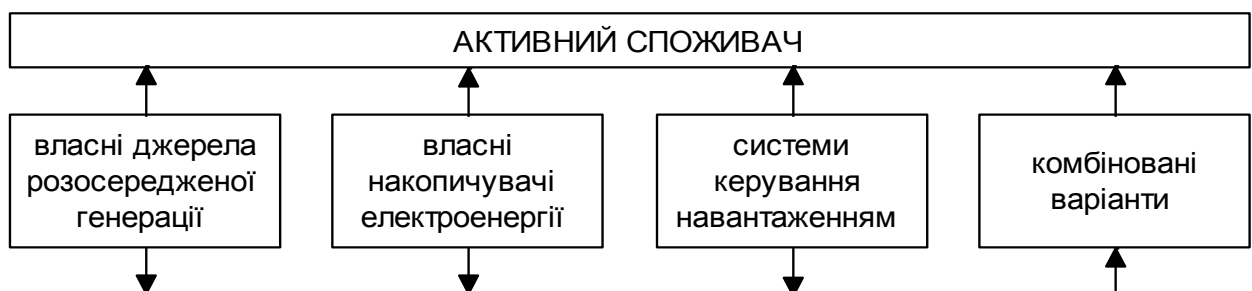 АКТИВНИЙ СПОЖИВАЧ
власні джерела
розосередженої
генерації
власні
накопичувачі
електроенергії
системи
керування
навантаженням
комбіновані
варіанти